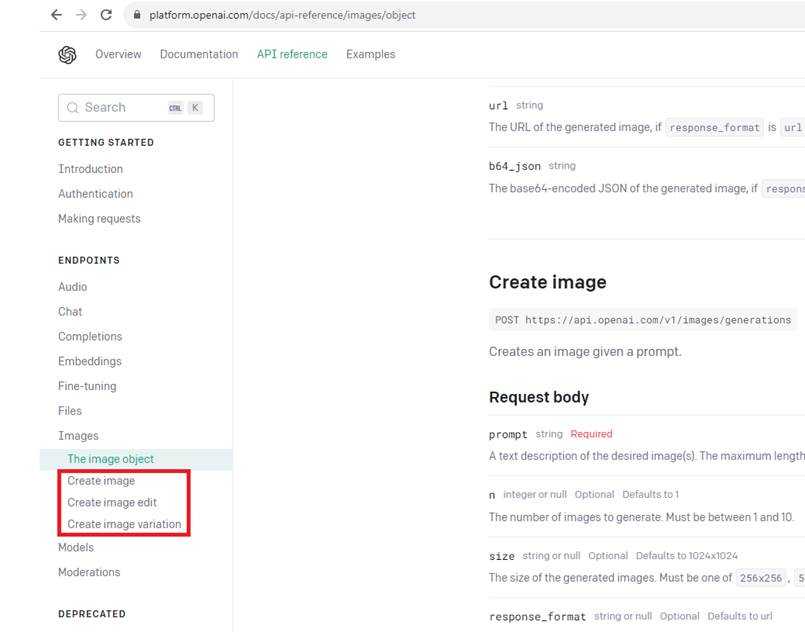 platform.openai.com/docs/api-reference/images/object
Overview Documentation API reference Examples
Search CTRL K
GETTING STARTED
Introduction
Authentication
Making requests
ENDPOINTS
Audio
Chat
Completions
Embeddings
Fine-tuning
Files
Images
The image object
Create image
Create image edit
Create image variation
Models
Moderations
DEPRECATED
url string
The URL of the generated image, if response_format is url
b64_json string
The base64-encoded JSON of the generated image, if respons
Create image
POST https://api.openai.com/v1/images/generations
Creates an image given a prompt.
Request body
prompt string Required
A text description of the desired image(s). The maximum length
n integer or null Optional Defaults to 1
The number of images to generate. Must be between 1 and 10.
size string or null Optional Defaults to 1024x1024
The size of the generated images. Must be one of 256x256, 5
response_format string or null Optional Defaults to url